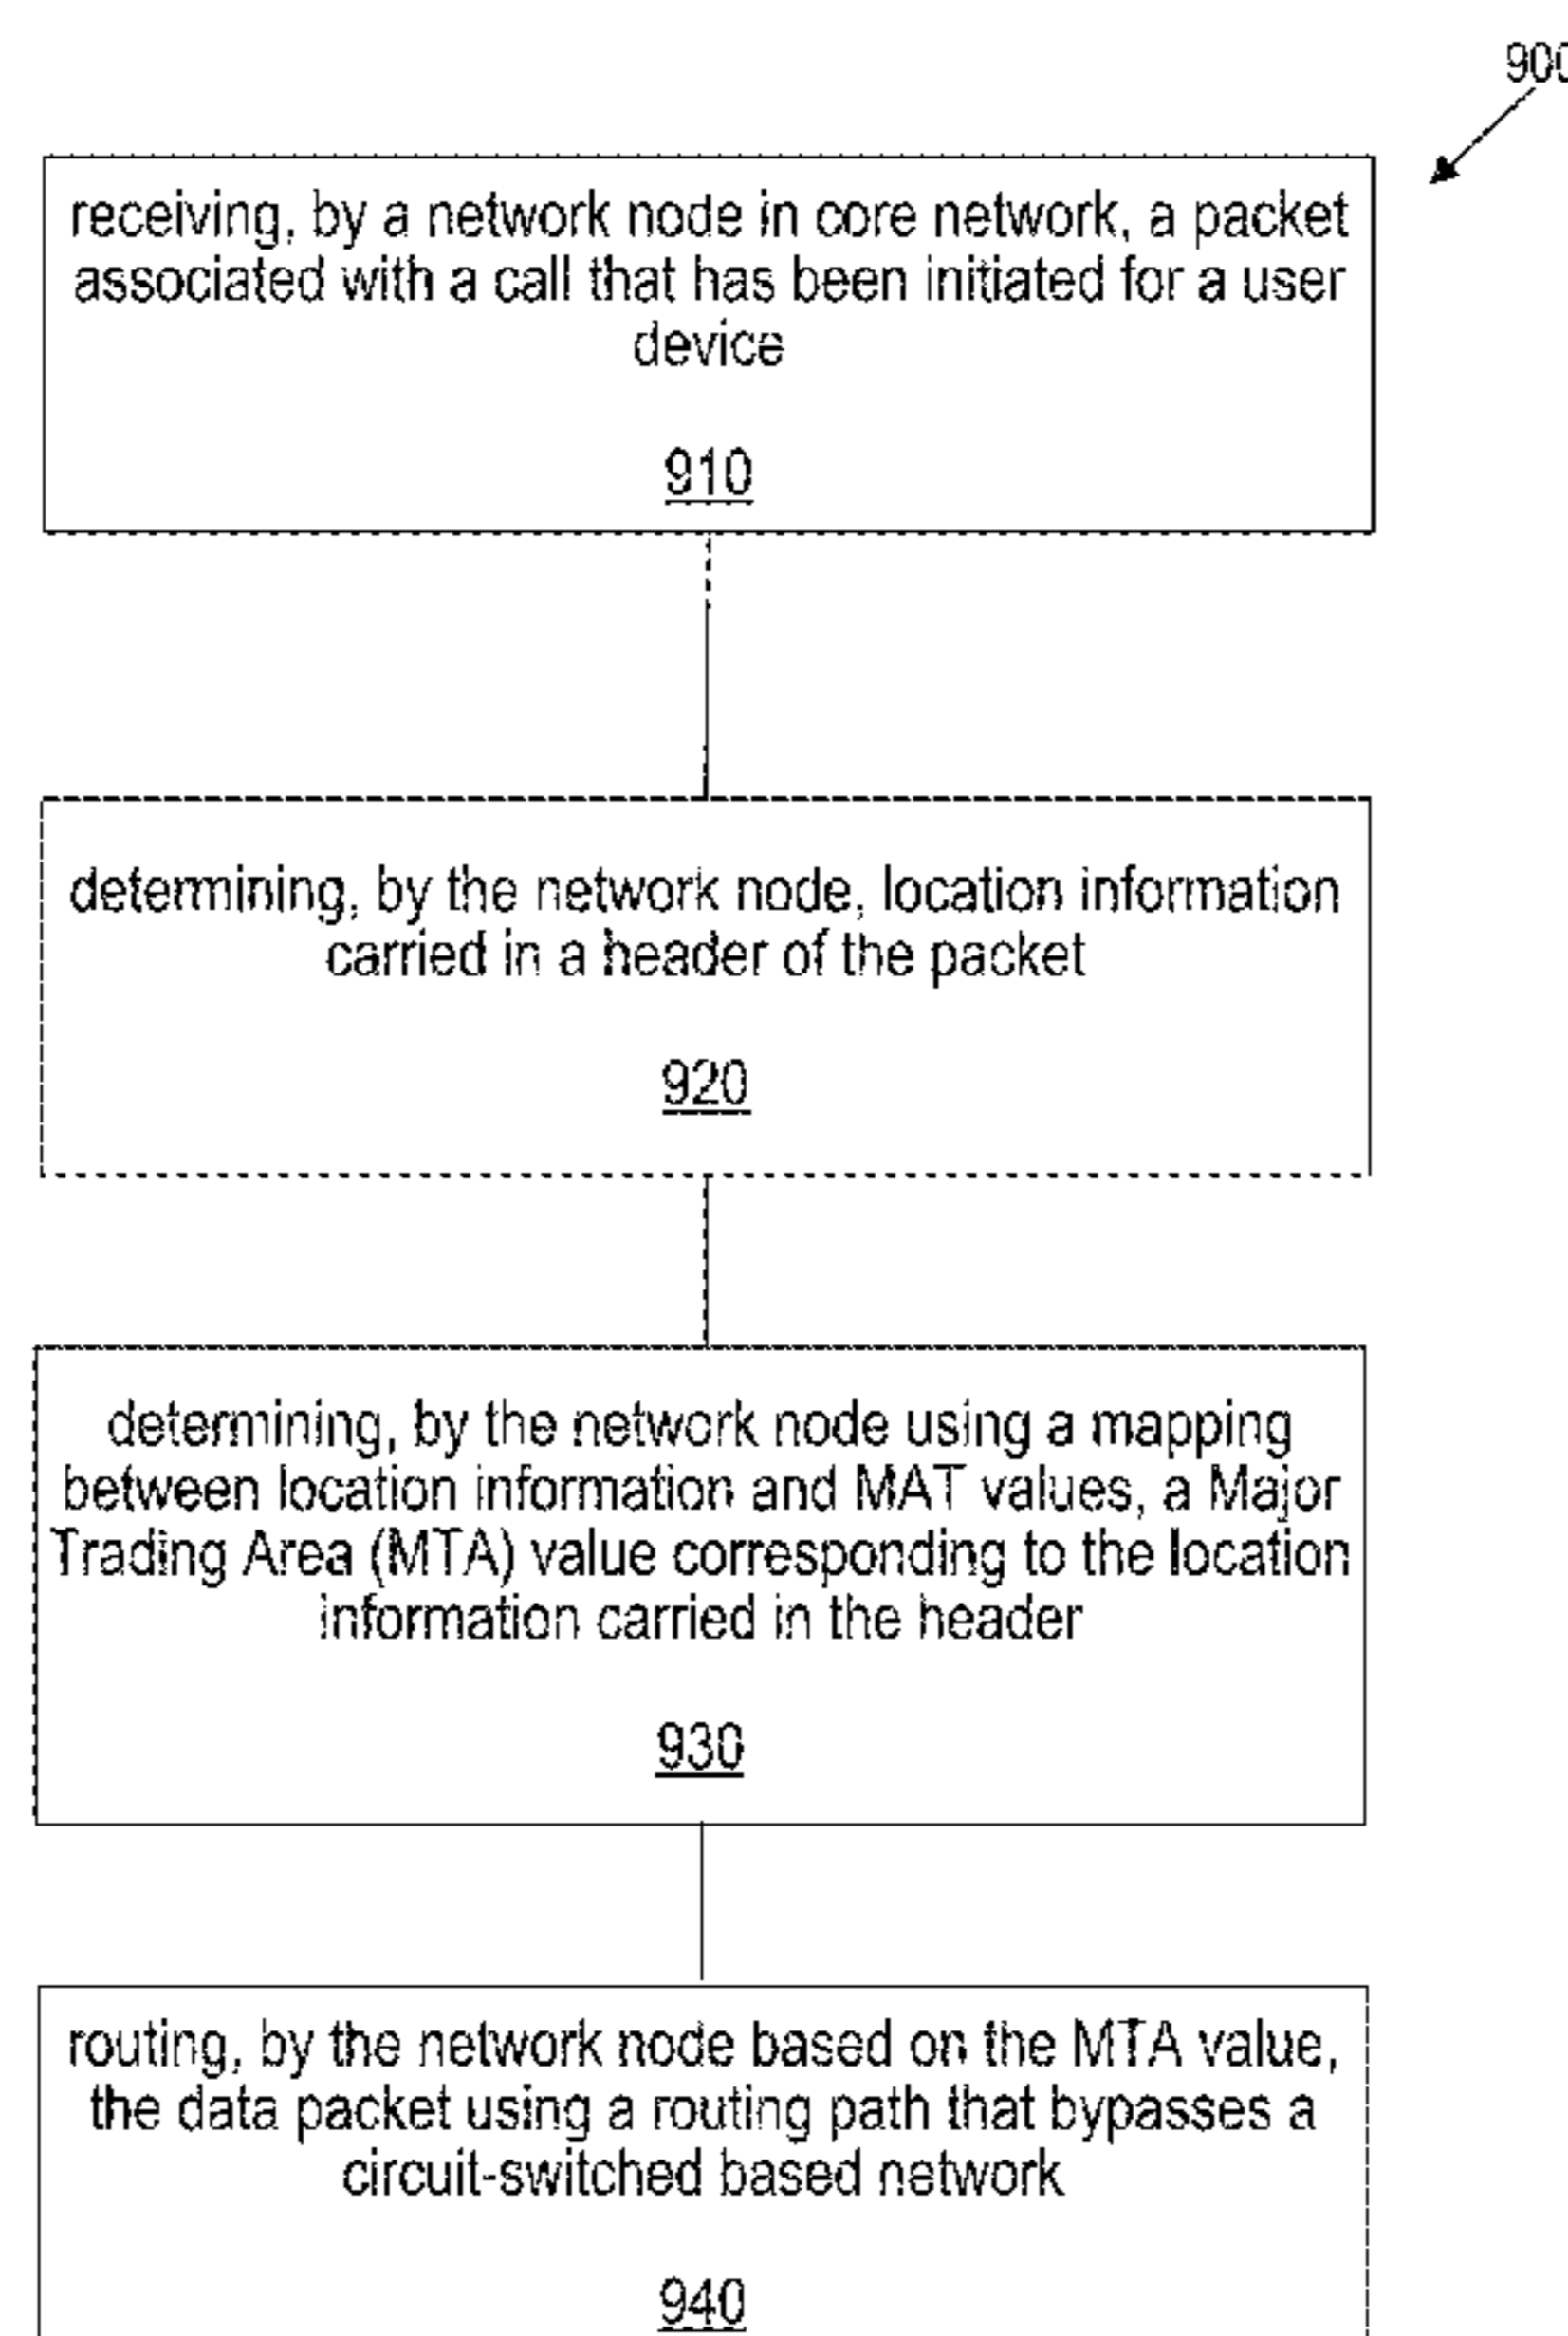 900
receiving, by a network node in core network, a packet
associated with a call that has been initiated for a user
device
910
determining, by the network node, location information
carried in a header of the packet
920
determining, by the network node using a mapping
between location information and MAT values, a Major
Trading Area (MTA) value corresponding to the location
information carried in the header
930
routing, by the network node based on the MTA value,
the data packet using a routing path that bypasses a
circuit-switched based network
940